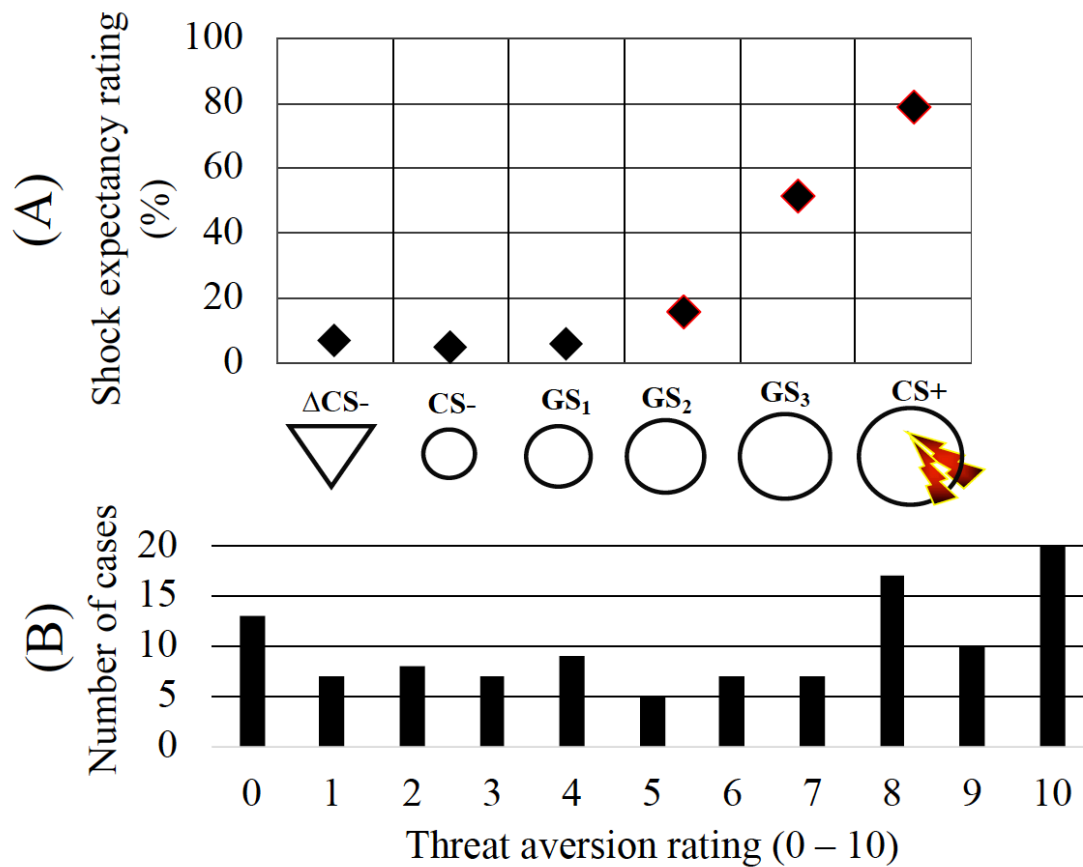 (A)
Shock expectancy rating
(%)
100
80
60
40
20
0
ΔCS- CS- GS₁ GS₂ GS₃ CS+
(B)
Number of cases
20
15
10
5
0
0 1 2 3 4 5 6 7 8 9 10
Threat aversion rating (0 – 10)